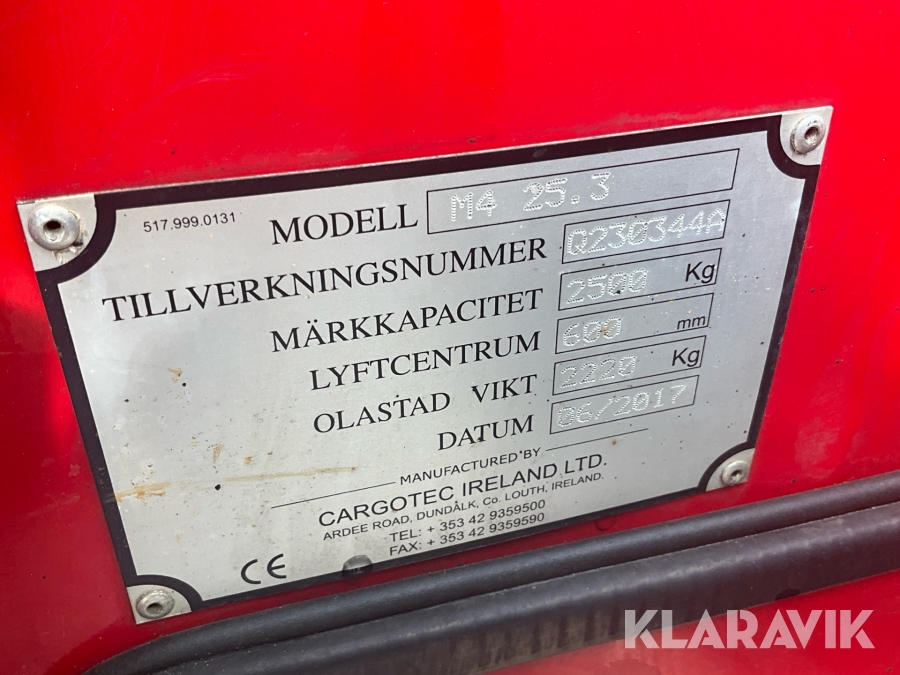 517.999.0131
MODELL M4 25.3
TILLVERKNINGSNUMMER Q230344A
MÄRKKAPACITET 2500 Kg
LYFTCENTRUM 600 mm
OLASTAD VIKT 2220 Kg
DATUM 06/2017
MANUFACTURED BY
CARGOTEC IRELAND LTD.
ARDEE ROAD, DUNDALK, Co. LOUTH, IRELAND.
TEL: + 353 42 9359500
FAX: + 353 42 9359590
CE
KLARAVIK